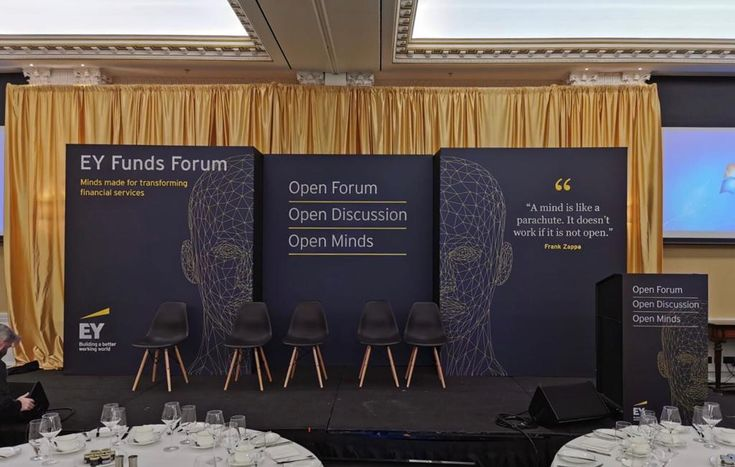 EY Funds Forum
Minds made for transforming
financial services
EY
Building a better
working world
Open Forum
Open Discussion
Open Minds
“
“A mind is like a
parachute. It doesn’t
work if it is not open.”
Frank Zappa
Open Forum
Open Discussion
Open Minds
EY